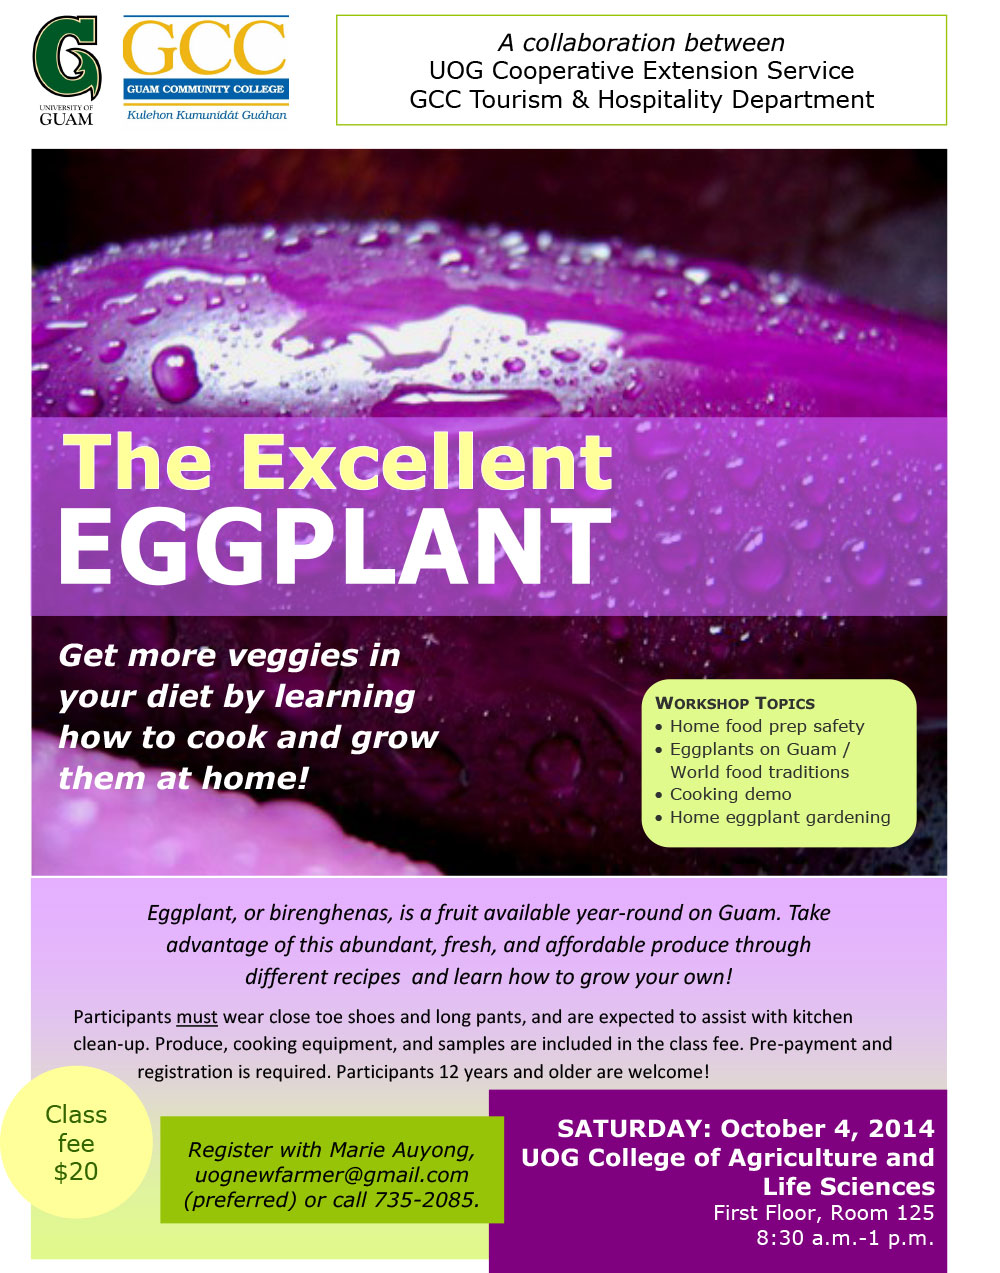 UNIVERSITY OF
GUAM
GCC
GUAM COMMUNITY COLLEGE
Kulehon Kumunidát Guáhan
A collaboration between
UOG Cooperative Extension Service
GCC Tourism & Hospitality Department
The Excellent
EGGPLANT
Get more veggies in
your diet by learning
how to cook and grow
them at home!
WORKSHOP TOPICS
• Home food prep safety
• Eggplants on Guam /
World food traditions
• Cooking demo
• Home eggplant gardening
Eggplant, or birenghenas, is a fruit available year-round on Guam. Take
advantage of this abundant, fresh, and affordable produce through
different recipes  and learn how to grow your own!
Participants must wear close toe shoes and long pants, and are expected to assist with kitchen
clean-up. Produce, cooking equipment, and samples are included in the class fee. Pre-payment and
registration is required. Participants 12 years and older are welcome!
Class
fee
$20
Register with Marie Auyong,
uognewfarmer@gmail.com
(preferred) or call 735-2085.
SATURDAY: October 4, 2014
UOG College of Agriculture and
Life Sciences
First Floor, Room 125
8:30 a.m.-1 p.m.